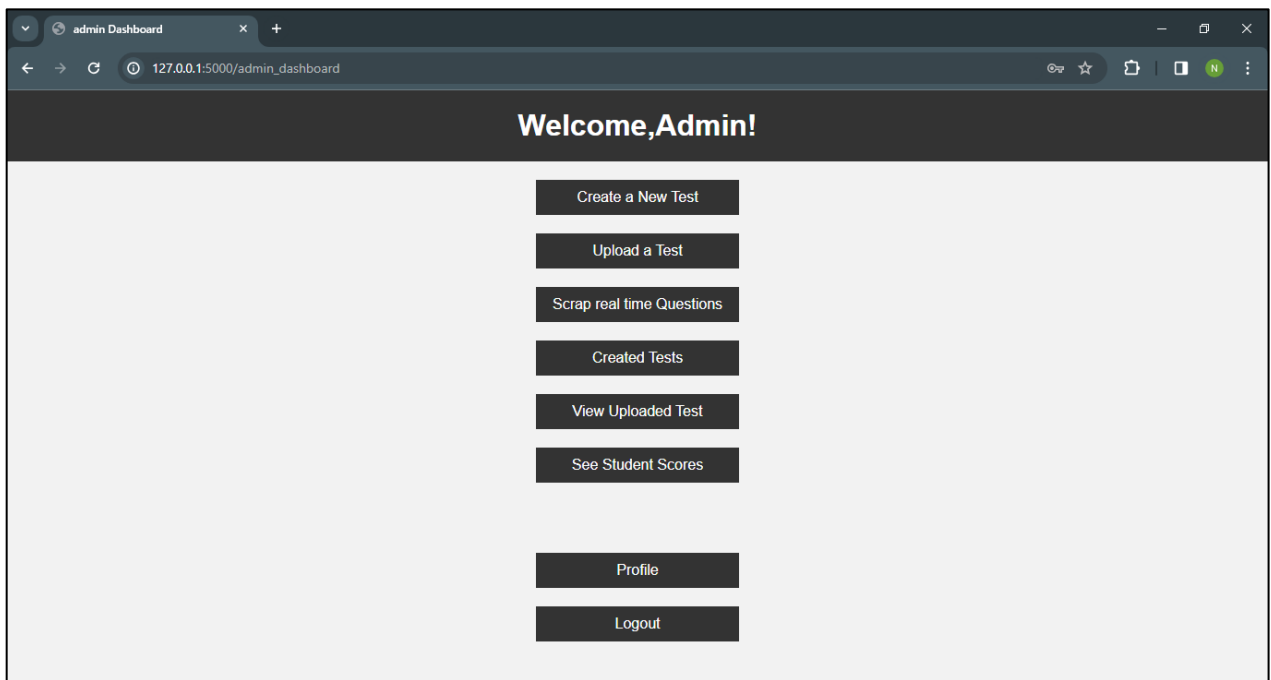 admin Dashboard
127.0.0.1:5000/admin_dashboard
N
Welcome,Admin!
Create a New Test
Upload a Test
Scrap real time Questions
Created Tests
View Uploaded Test
See Student Scores
Profile
Logout